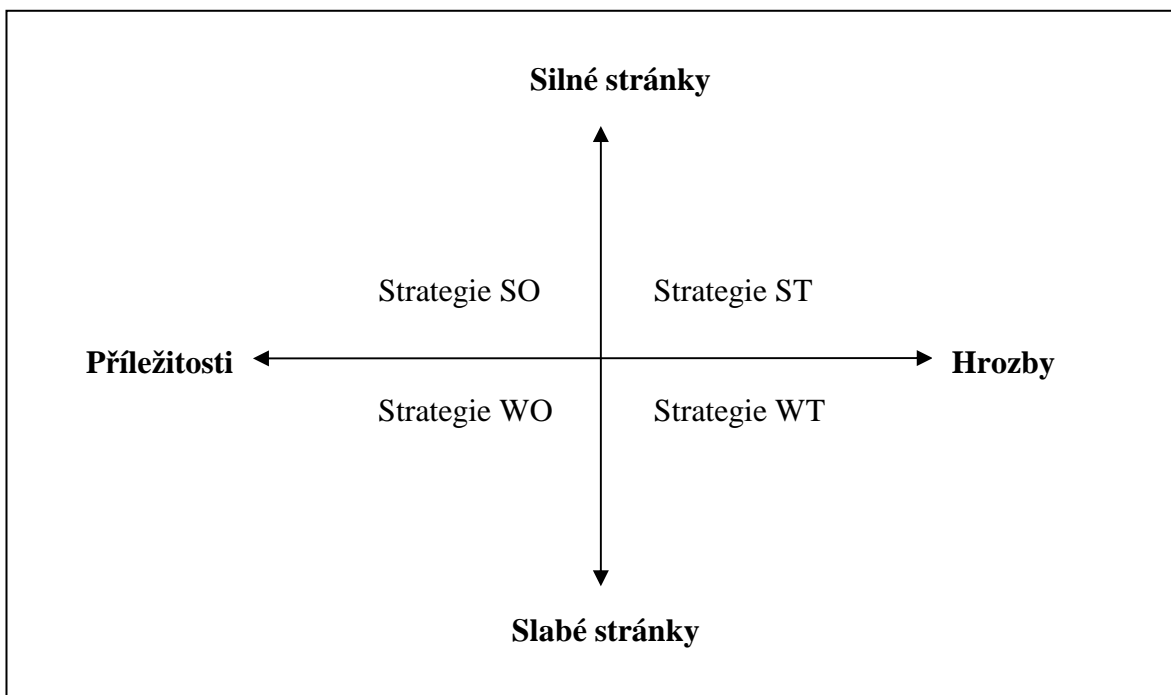 Silné stránky
Strategie SO Strategie ST
Příležitosti Hrozby
Strategie WO Strategie WT
Slabé stránky